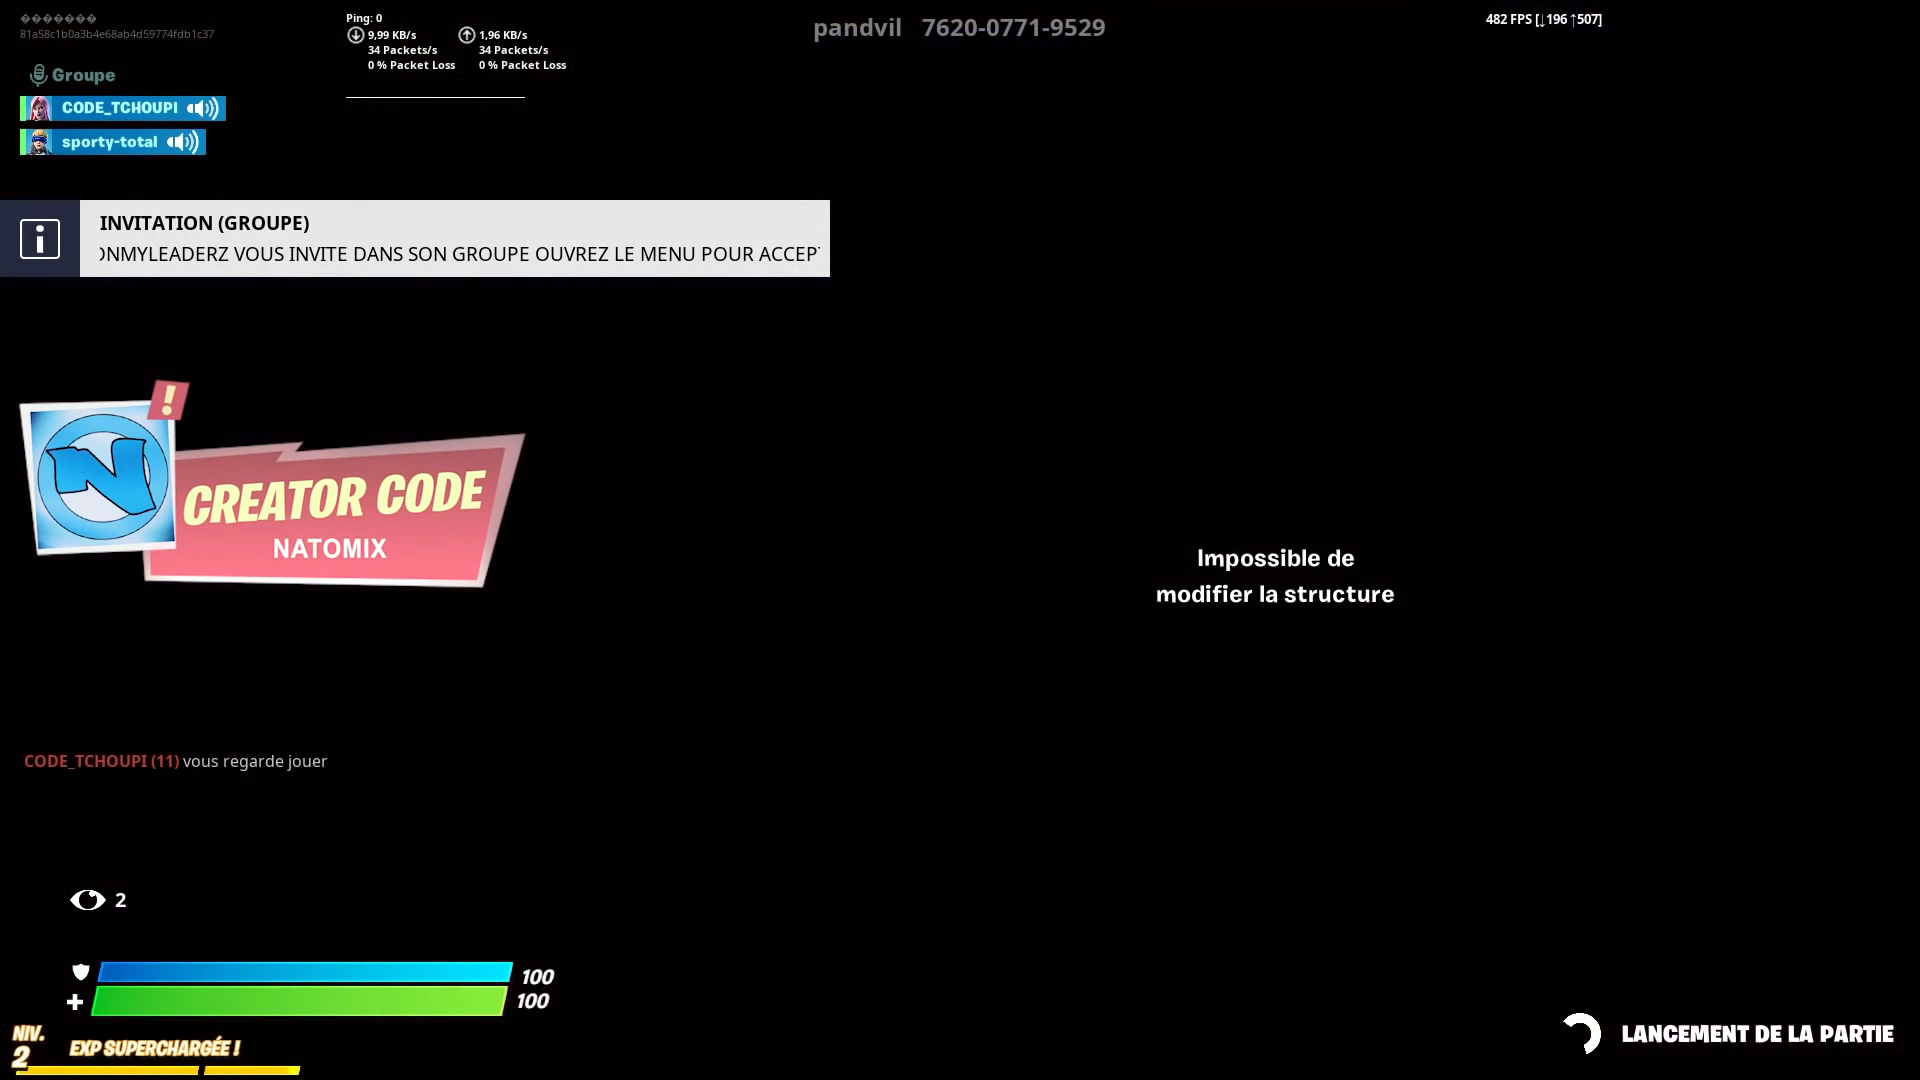 81a58c1b0a3b4e68ab4d59774fdb1c37
Ping: 0
9,99 KB/s 1,96 KB/s
34 Packets/s 34 Packets/s
0 % Packet Loss 0 % Packet Loss
pandvil 7620-0771-9529
482 FPS [↓196 ↑507]
Groupe
CODE_TCHOUPI
sporty-total
INVITATION (GROUPE)
ONMYLEADERZ VOUS INVITE DANS SON GROUPE OUVREZ LE MENU POUR ACCEPT
N
!
CREATOR CODE
NATOMIX
Impossible de
modifier la structure
CODE_TCHOUPI (11) vous regarde jouer
2
100
100
NIV.
2
EXP SUPERCHARGÉE !
LANCEMENT DE LA PARTIE